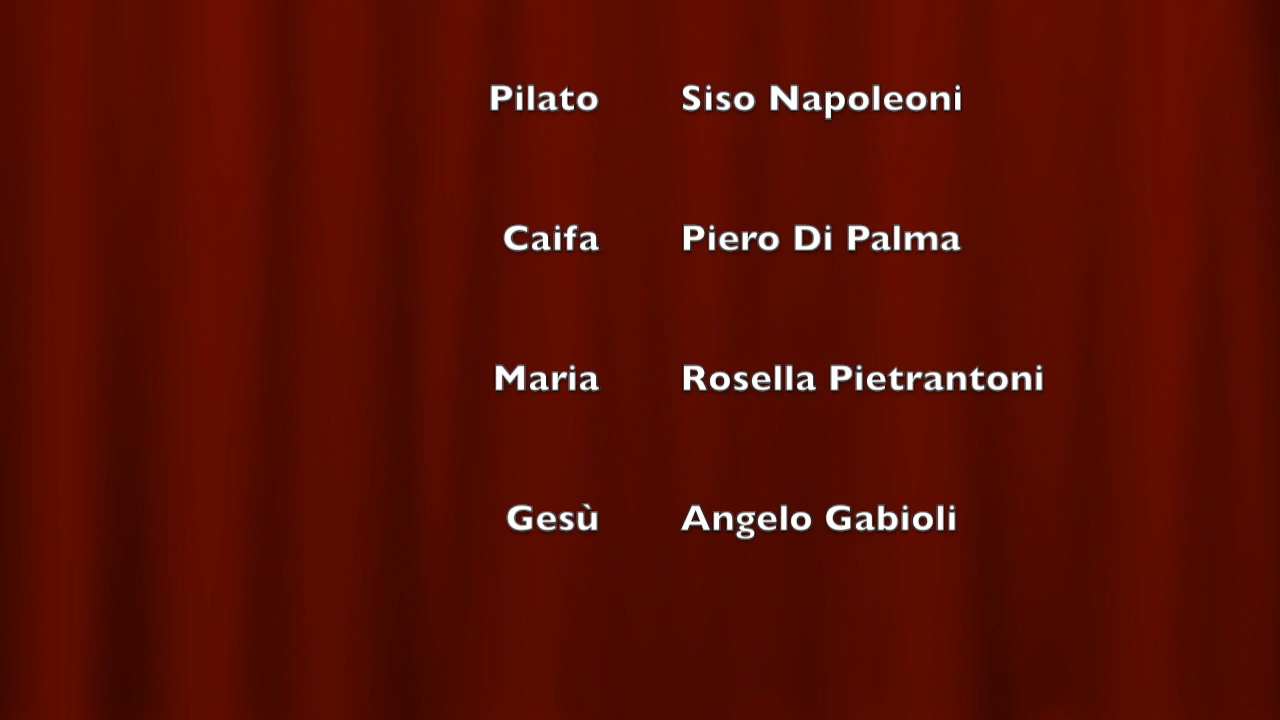 Pilato Siso Napoleoni
Caifa Piero Di Palma
Maria Rosella Pietrantoni
Gesù Angelo Gabioli